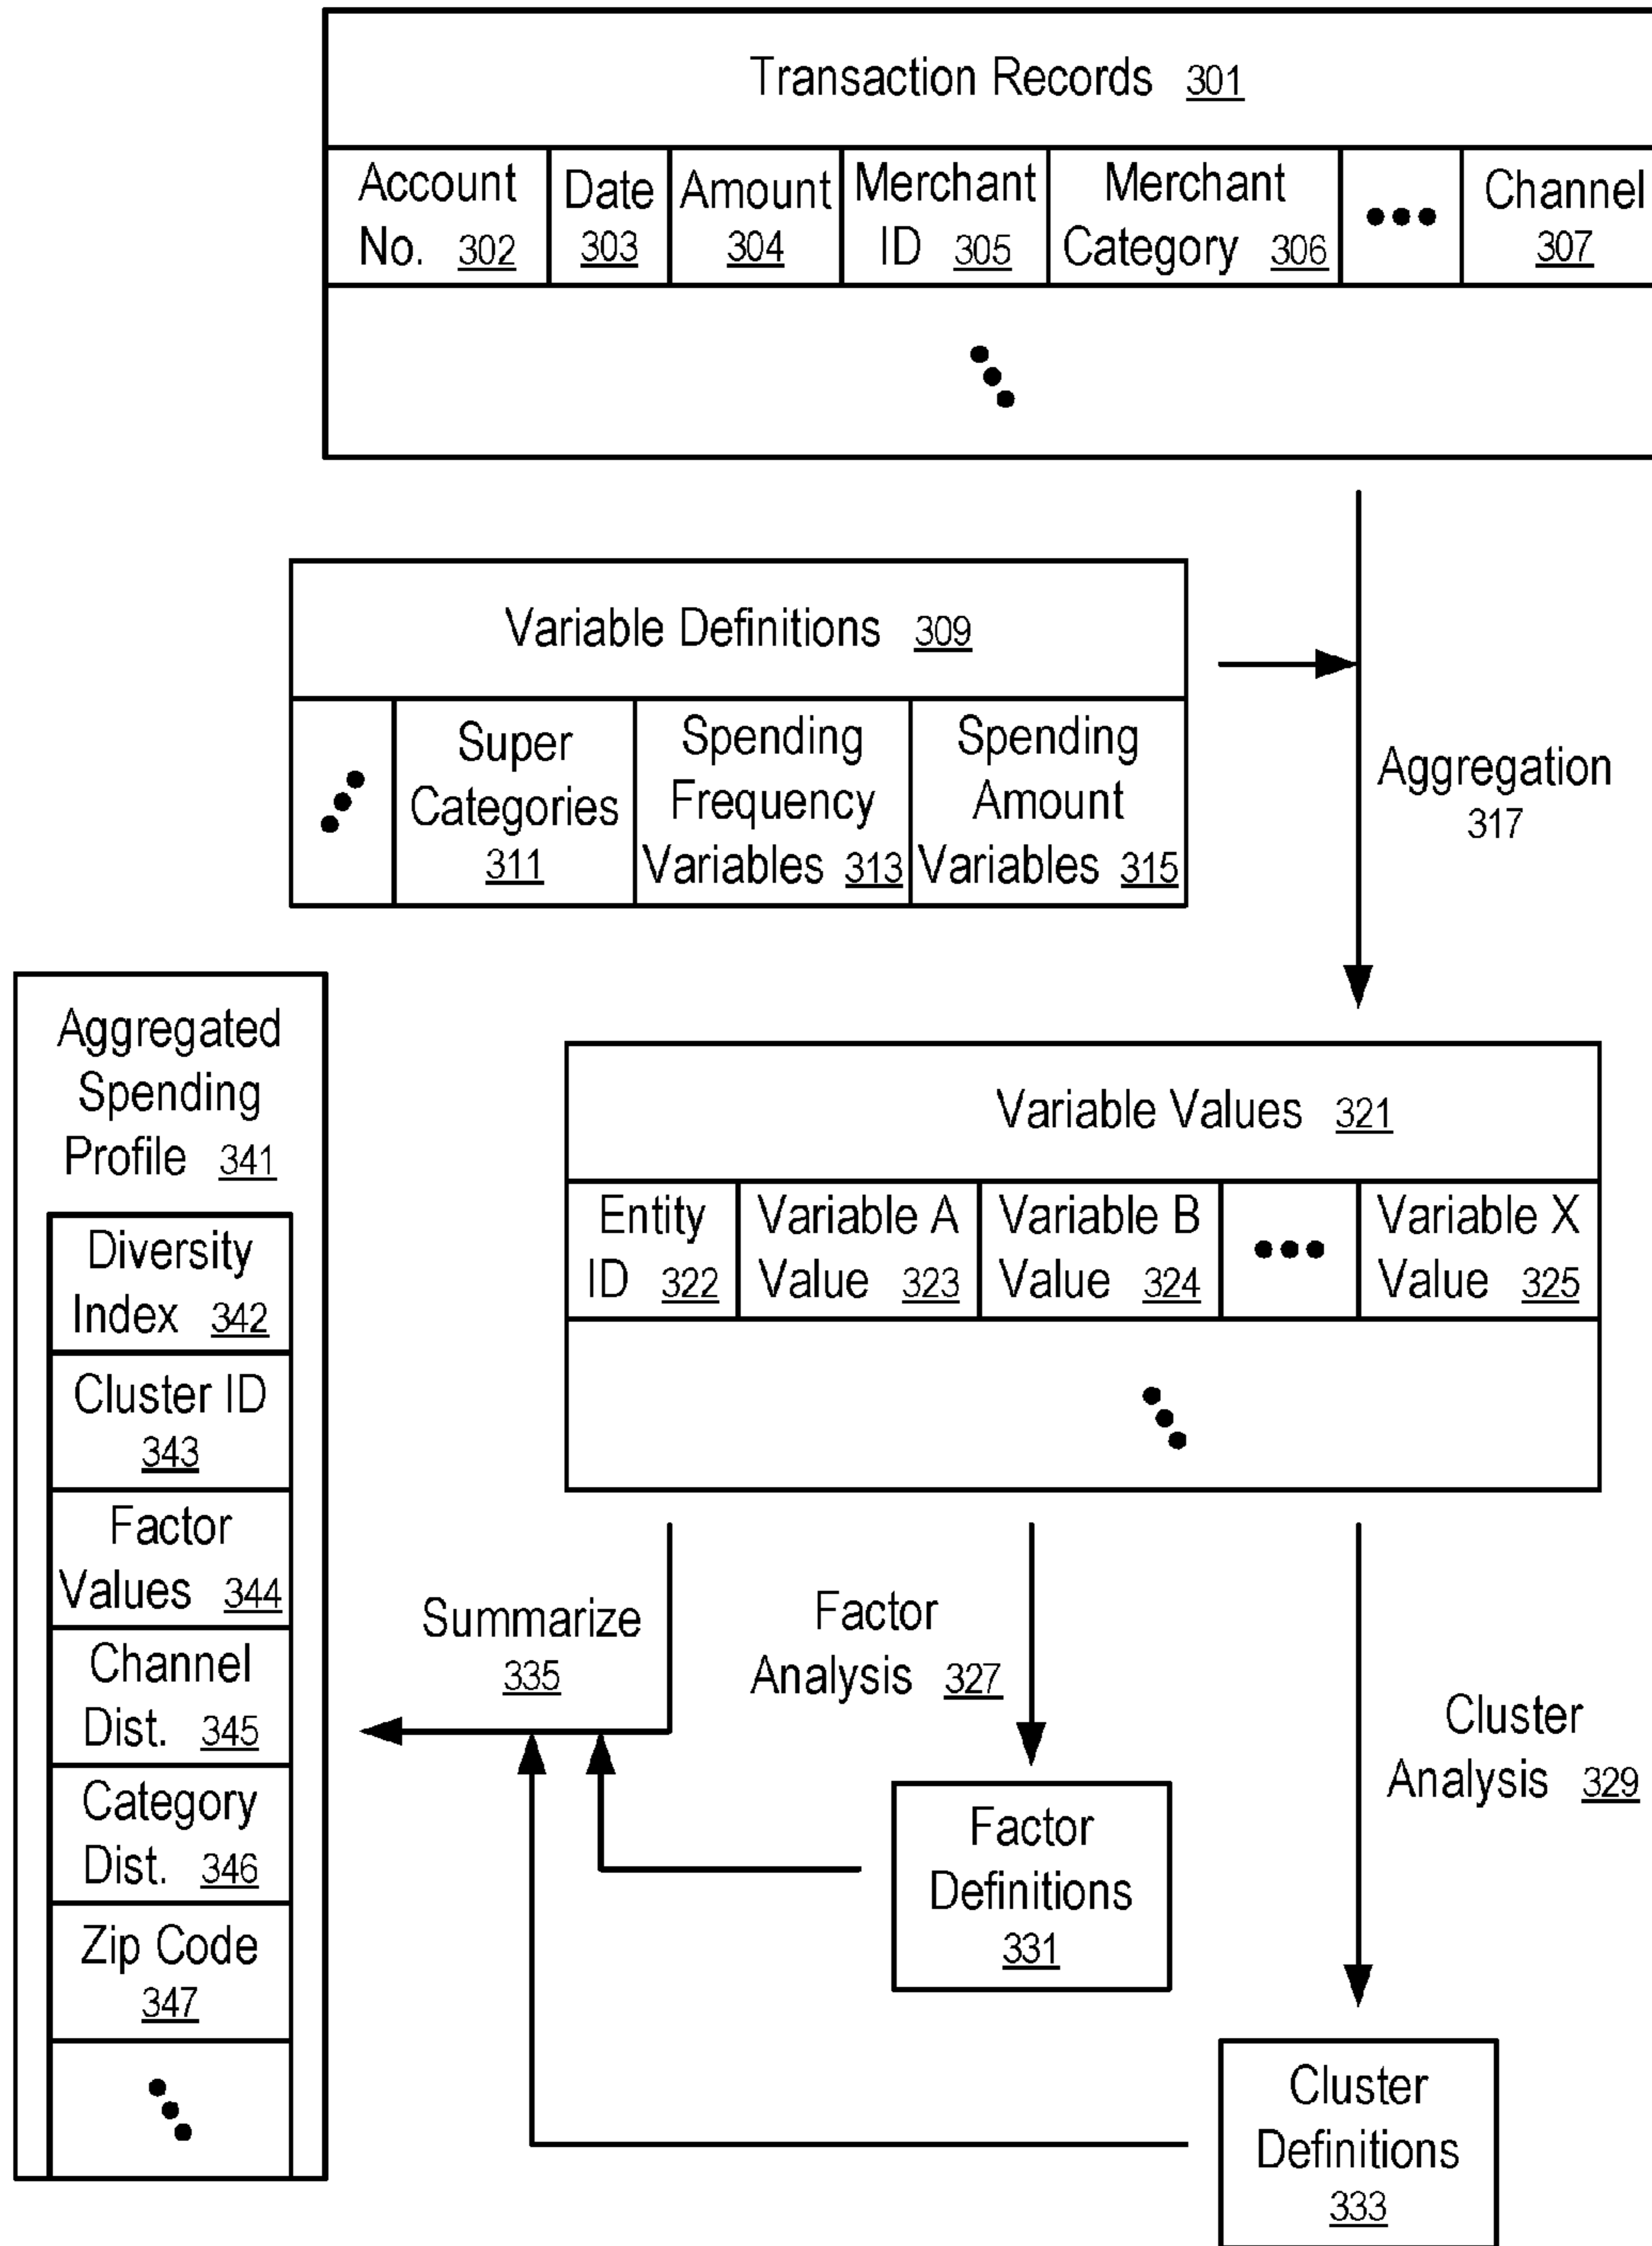 Transaction Records 301
Account
No. 302
Date
303
Amount
304
Merchant
ID 305
Merchant
Category 306
•••
Channel
307
Variable Definitions 309
Super
Categories
311
Spending
Frequency
Variables 313
Spending
Amount
Variables 315
Aggregation
317
Aggregated
Spending
Profile 341
Diversity
Index 342
Cluster ID
343
Factor
Values 344
Channel
Dist. 345
Category
Dist. 346
Zip Code
347
Variable Values 321
Entity
ID 322
Variable A
Value 323
Variable B
Value 324
•••
Variable X
Value 325
Summarize
335
Factor
Analysis 327
Cluster
Analysis 329
Factor
Definitions
331
Cluster
Definitions
333